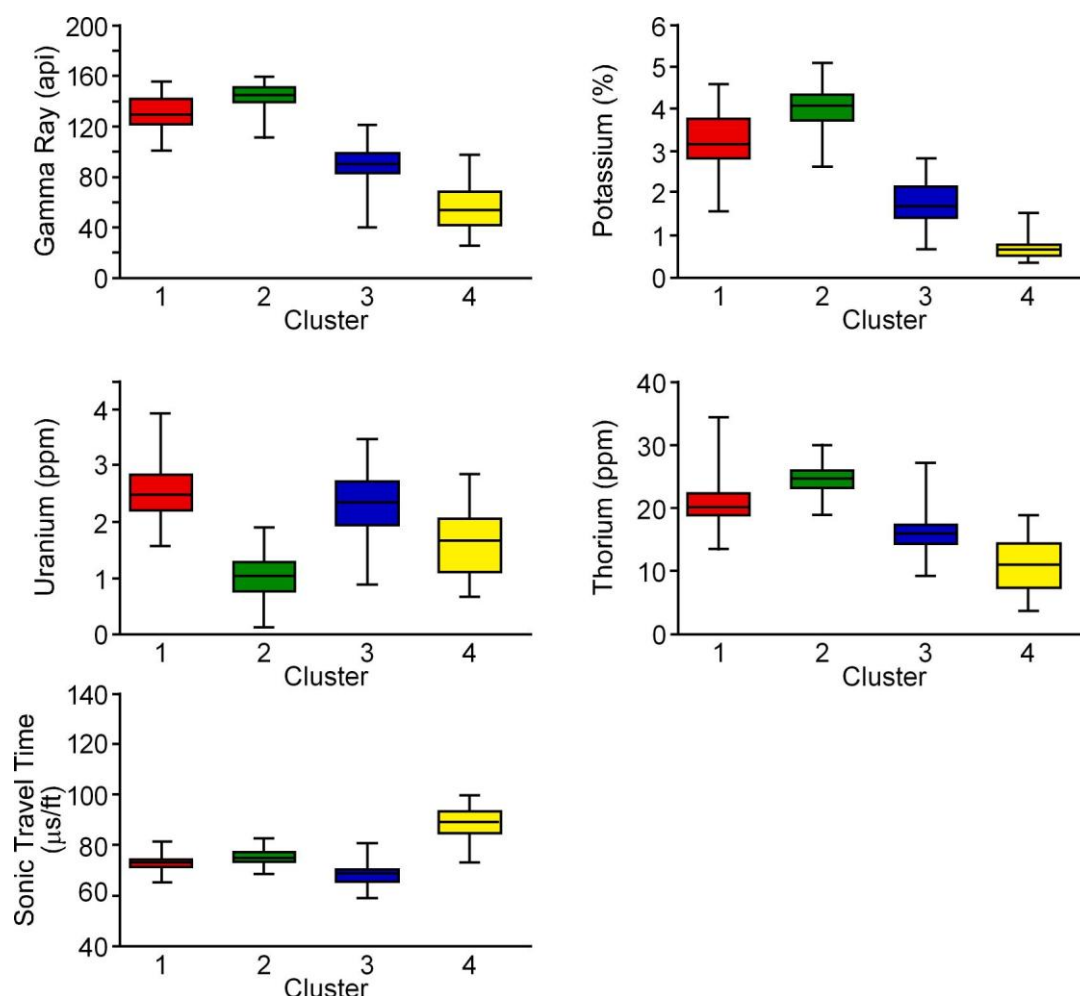 Gamma Ray (api)
200
160
120
80
40
0
1 2 3 4
Cluster
Potassium (%)
6
5
4
3
2
1
0
1 2 3 4
Cluster
Uranium (ppm)
4
3
2
1
0
1 2 3 4
Cluster
Thorium (ppm)
40
30
20
10
0
1 2 3 4
Cluster
Sonic Travel Time
(μs/ft)
140
120
100
80
60
40
1 2 3 4
Cluster